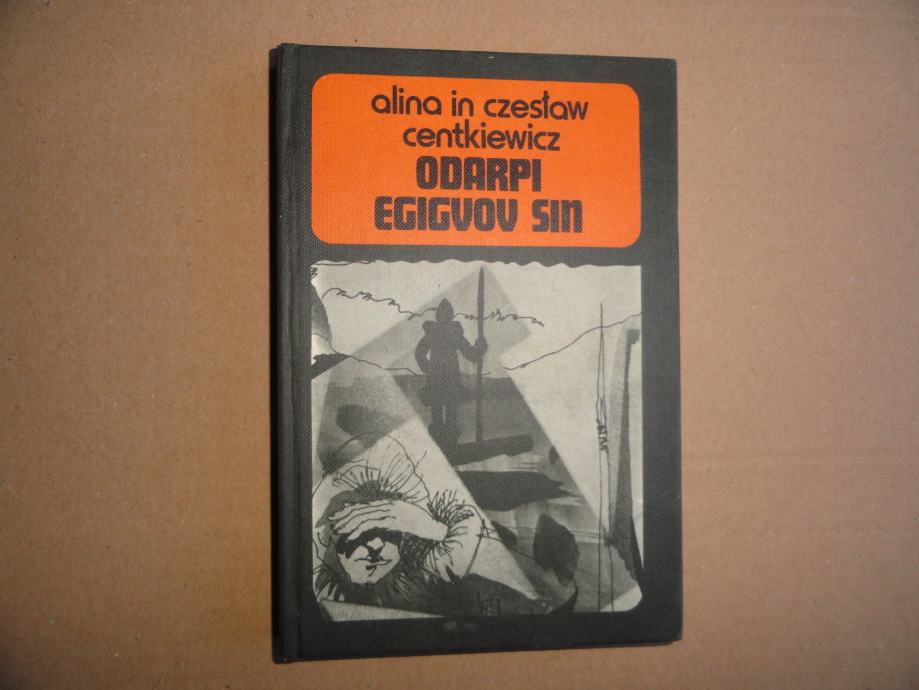 alina in czesław
centkiewicz
ODARPI
EGIGVOV SIN